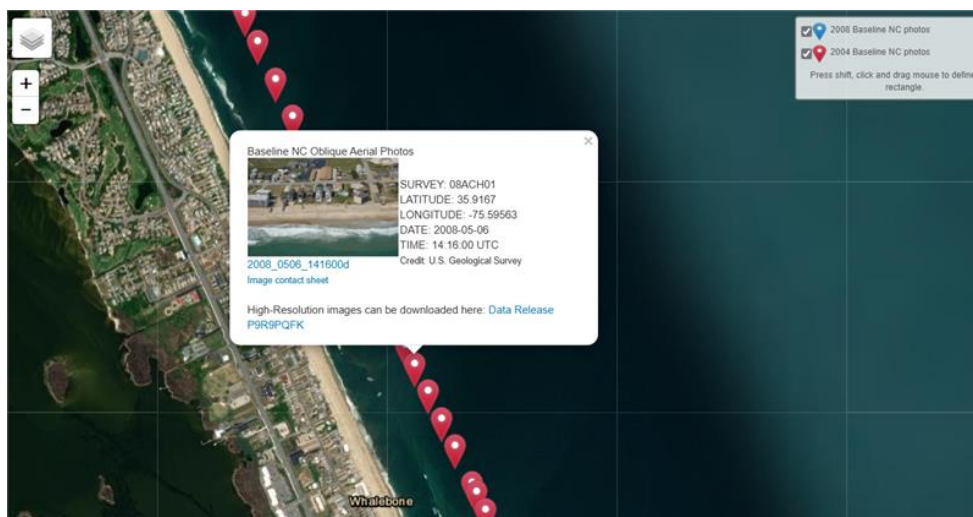 +
−
2008 Baseline NC photos
2004 Baseline NC photos
Press shift, click and drag mouse to define
rectangle.
×
Baseline NC Oblique Aerial Photos
SURVEY: 08ACH01
LATITUDE: 35.9167
LONGITUDE: -75.59563
DATE: 2008-05-06
TIME: 14:16:00 UTC
Credit: U.S. Geological Survey
2008_0506_141600d
Image contact sheet
High-Resolution images can be downloaded here: Data Release
P9R9PQFK
Whalebone